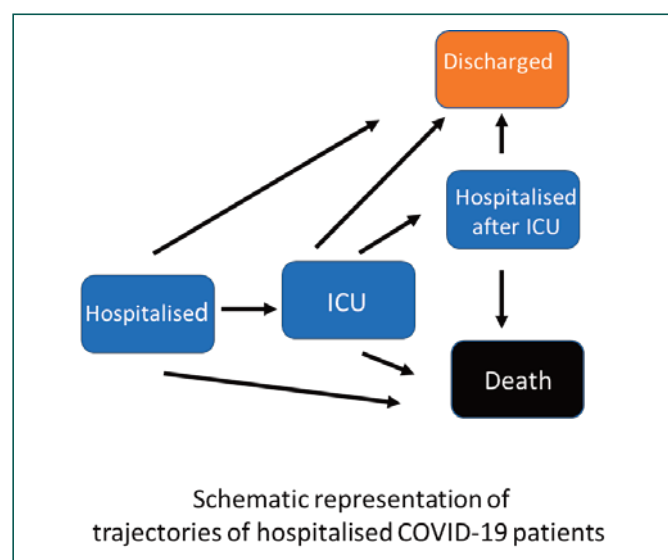 Discharged
Hospitalised
after ICU
ICU
Hospitalised
Death
Schematic representation of
trajectories of hospitalised COVID-19 patients